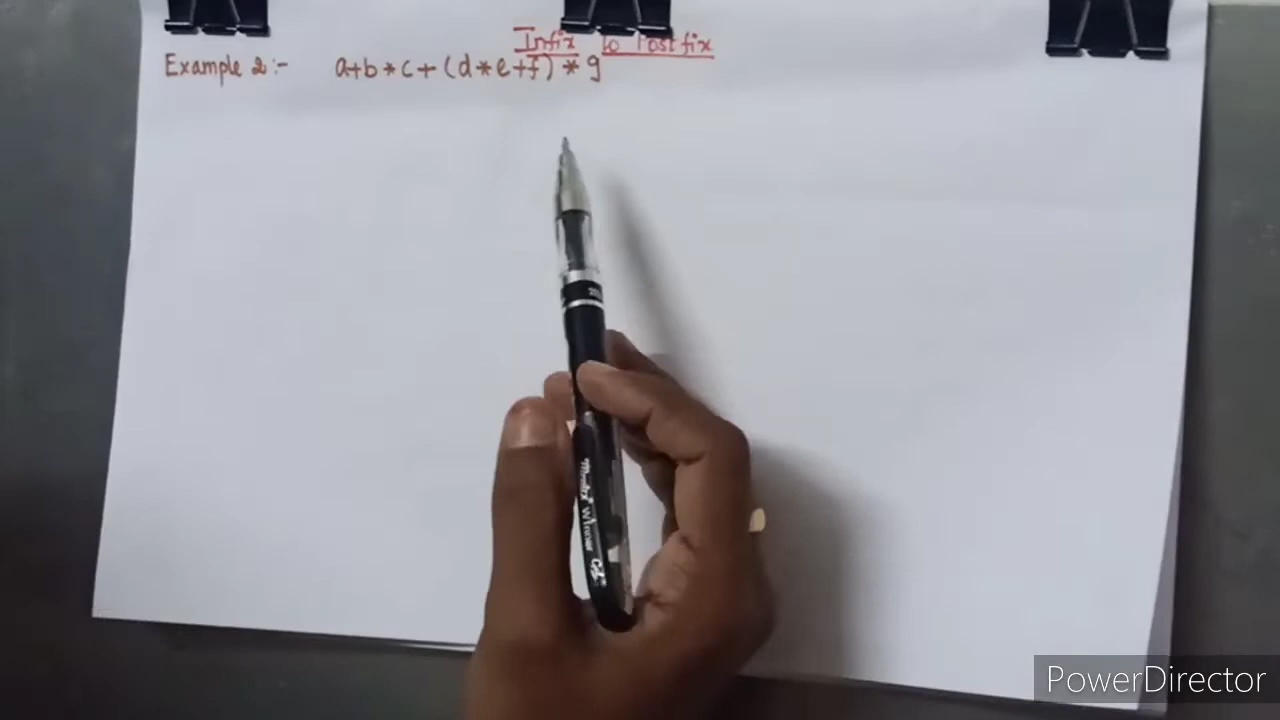 Infix to Postfix
Example 2:- a+b*c+(d*e+f)*g
PowerDirector